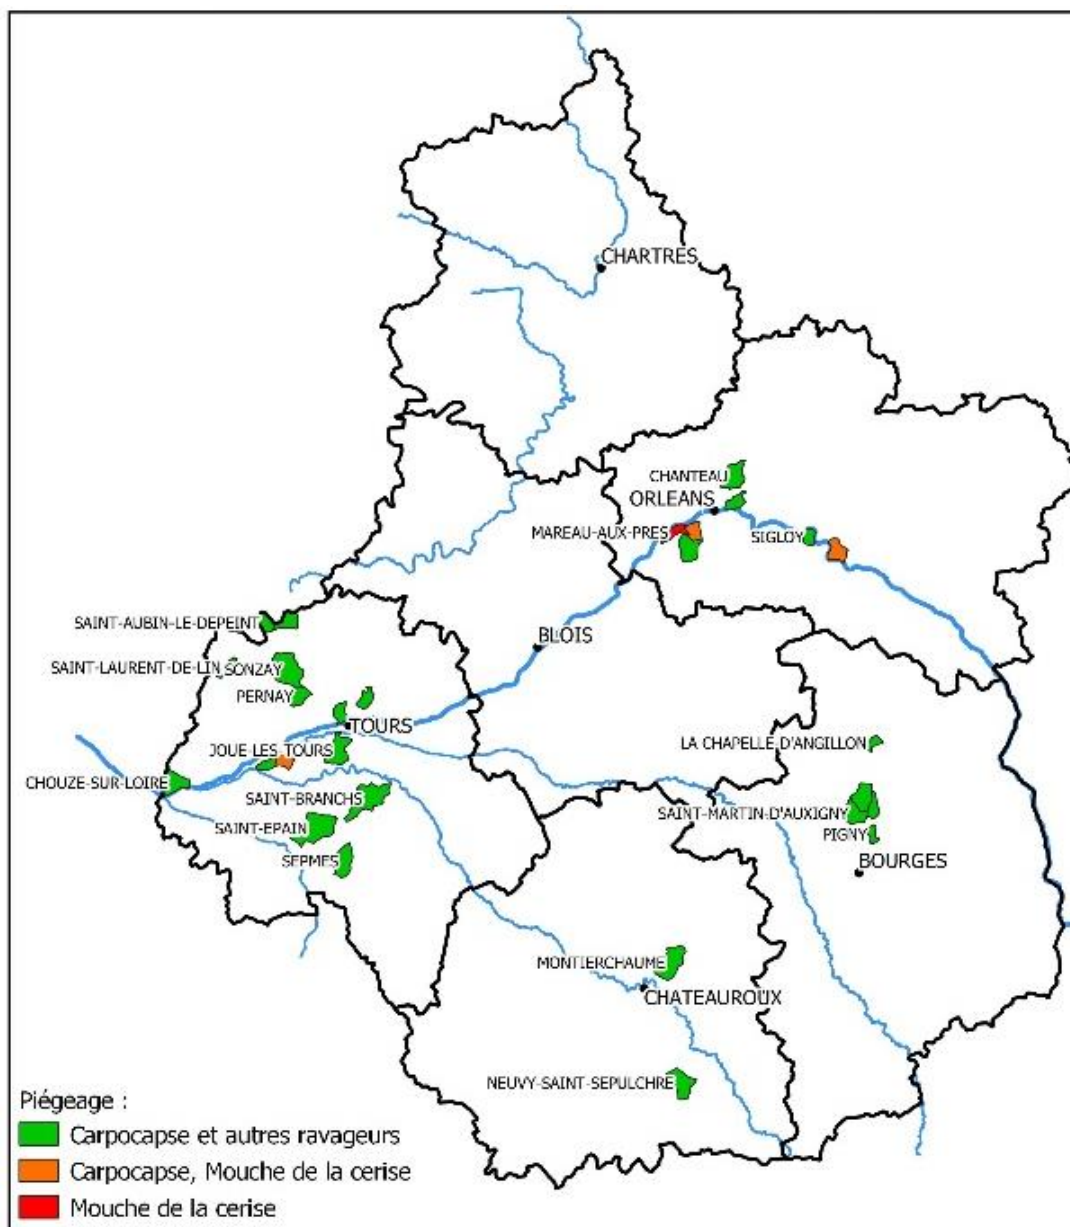 CHARTRES
CHANTEAU
ORLEANS
MAREAU-AUX-PRES
SIGLOY
SAINT-AUBIN-LE-DEPEINT
BLOIS
SAINT-LAURENT-DE-LIN
SONZAY
PERNAY
TOURS
JOUE-LES-TOURS
LA CHAPELLE D'ANGILLON
CHOUZE-SUR-LOIRE
SAINT-BRANCHS
SAINT-MARTIN-D'AUXIGNY
SAINT-EPAIN
PIGNY
SEPMES
BOURGES
MONTIERCHAUME
CHATEAUROUX
NEUVY-SAINT-SEPULCHRE
Piégeage :
Carpocapse et autres ravageurs
Carpocapse, Mouche de la cerise
Mouche de la cerise